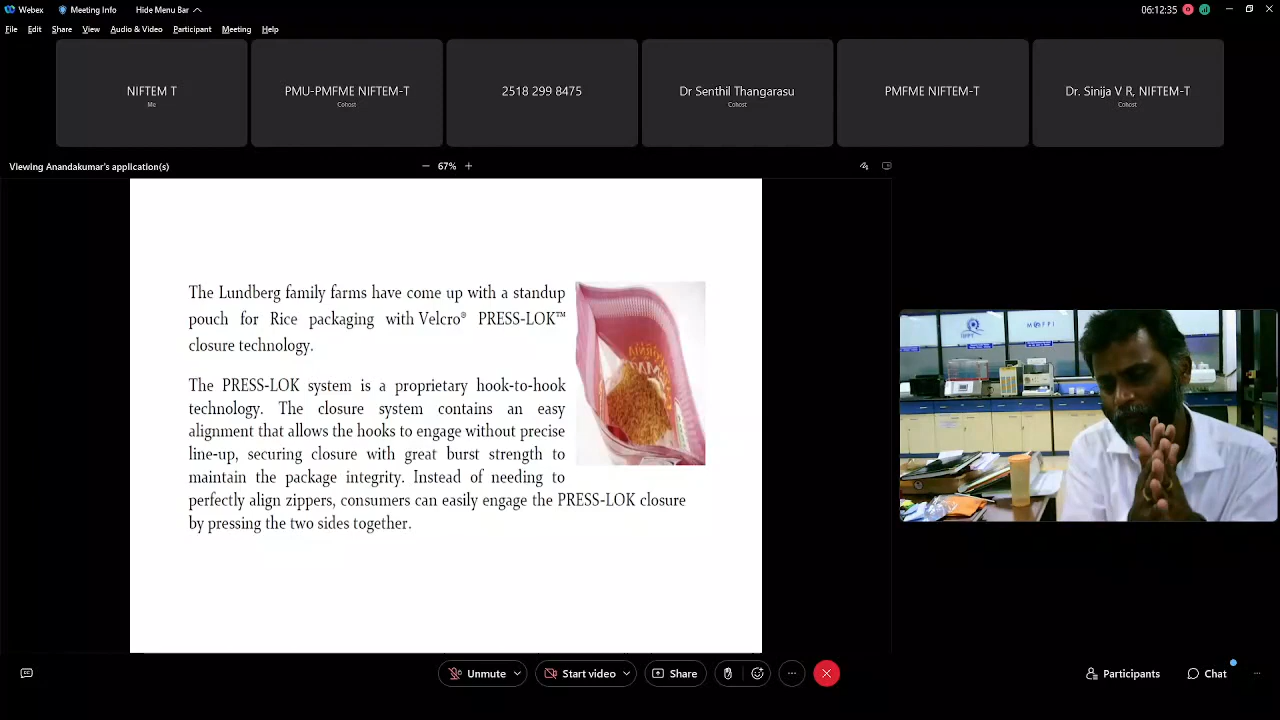 Webex
Meeting Info
Hide Menu Bar
06:12:35
File Edit Share View Audio & Video Participant Meeting Help
NIFTEM T
Me
PMU-PMFME NIFTEM-T
Cohost
2518 299 8475
Dr Senthil Thangarasu
Cohost
PMFME NIFTEM-T
Dr. Sinija V R, NIFTEM-T
Cohost
Viewing Anandakumar's application(s)
− 67% +
The Lundberg family farms have come up with a standup
pouch for Rice packaging with Velcro® PRESS-LOK™
closure technology.
The PRESS-LOK system is a proprietary hook-to-hook
technology. The closure system contains an easy
alignment that allows the hooks to engage without precise
line-up, securing closure with great burst strength to
maintain the package integrity. Instead of needing to
perfectly align zippers, consumers can easily engage the PRESS-LOK closure
by pressing the two sides together.
Unmute
Start video
Share
Participants
Chat